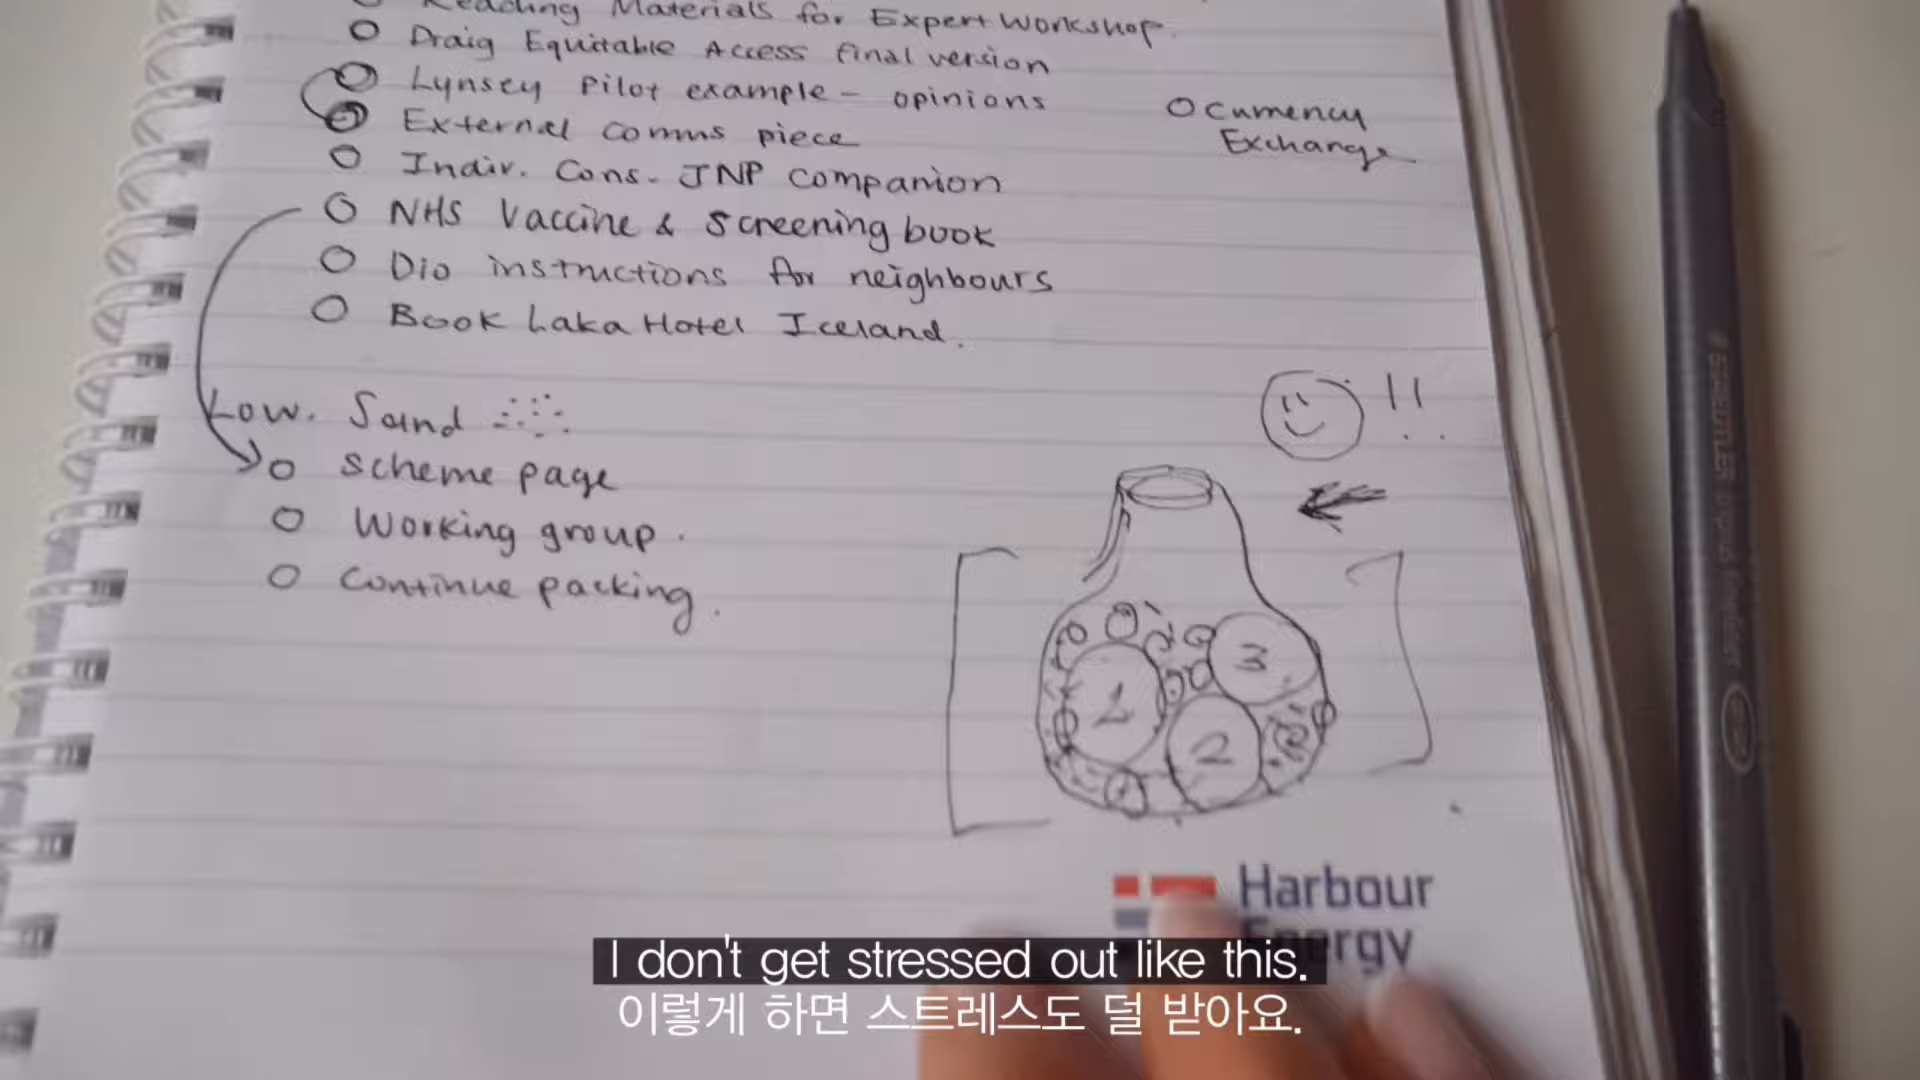 Reading Materials for Expert Workshop.
Draig Equitable Access final version
Lynsey Pilot example - opinions
External comms piece
Indiv. Cons. JNP companion
NHS Vaccine & Screening book
Dio instructions for neighbours
Book Laka Hotel Iceland.
Currency
Exchange
Low. Sand
Scheme page
Working group.
Continue packing.
!!
1
2
3
Harbour
Energy
I don't get stressed out like this.
이렇게 하면 스트레스도 덜 받아요.